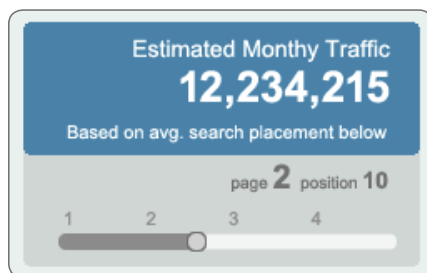 Estimated Monthy Traffic
12,234,215
Based on avg. search placement below
page 2 position 10
1 2 3 4